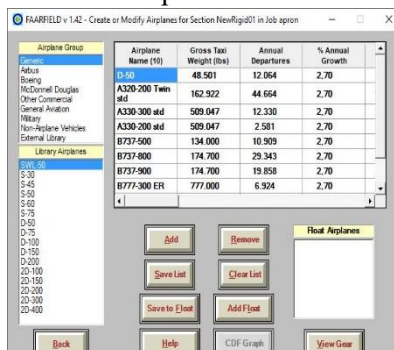 FAARFIELD v 1.42 - Create or Modify Airplanes for Section NewRigid01 in Job apron
Airplane Group
Generic
Airbus
Boeing
McDonnell Douglas
Other Commercial
General Aviation
Military
Non-Airplane Vehicles
External Library
Library Airplanes
SWL-50
S-30
S-45
S-50
S-60
S-75
D-50
D-75
D-100
D-150
D-200
2D-100
2D-150
2D-200
2D-300
2D-400
Airplane Name (10) Gross Taxi Weight (lbs) Annual Departures % Annual Growth
D-50 48.501 12.064 2,70
A320-200 Twin std 162.922 44.664 2,70
A330-300 std 509.047 12.330 2,70
A330-200 std 509.047 2.581 2,70
B737-500 134.000 10.909 2,70
B737-800 174.700 29.343 2,70
B737-900 174.700 19.858 2,70
B777-300 ER 777.000 6.924 2,70
Add Remove
Save List Clear List
Save to Float Add Float
Help CDF Graph
Float Airplanes
Back
View Gear